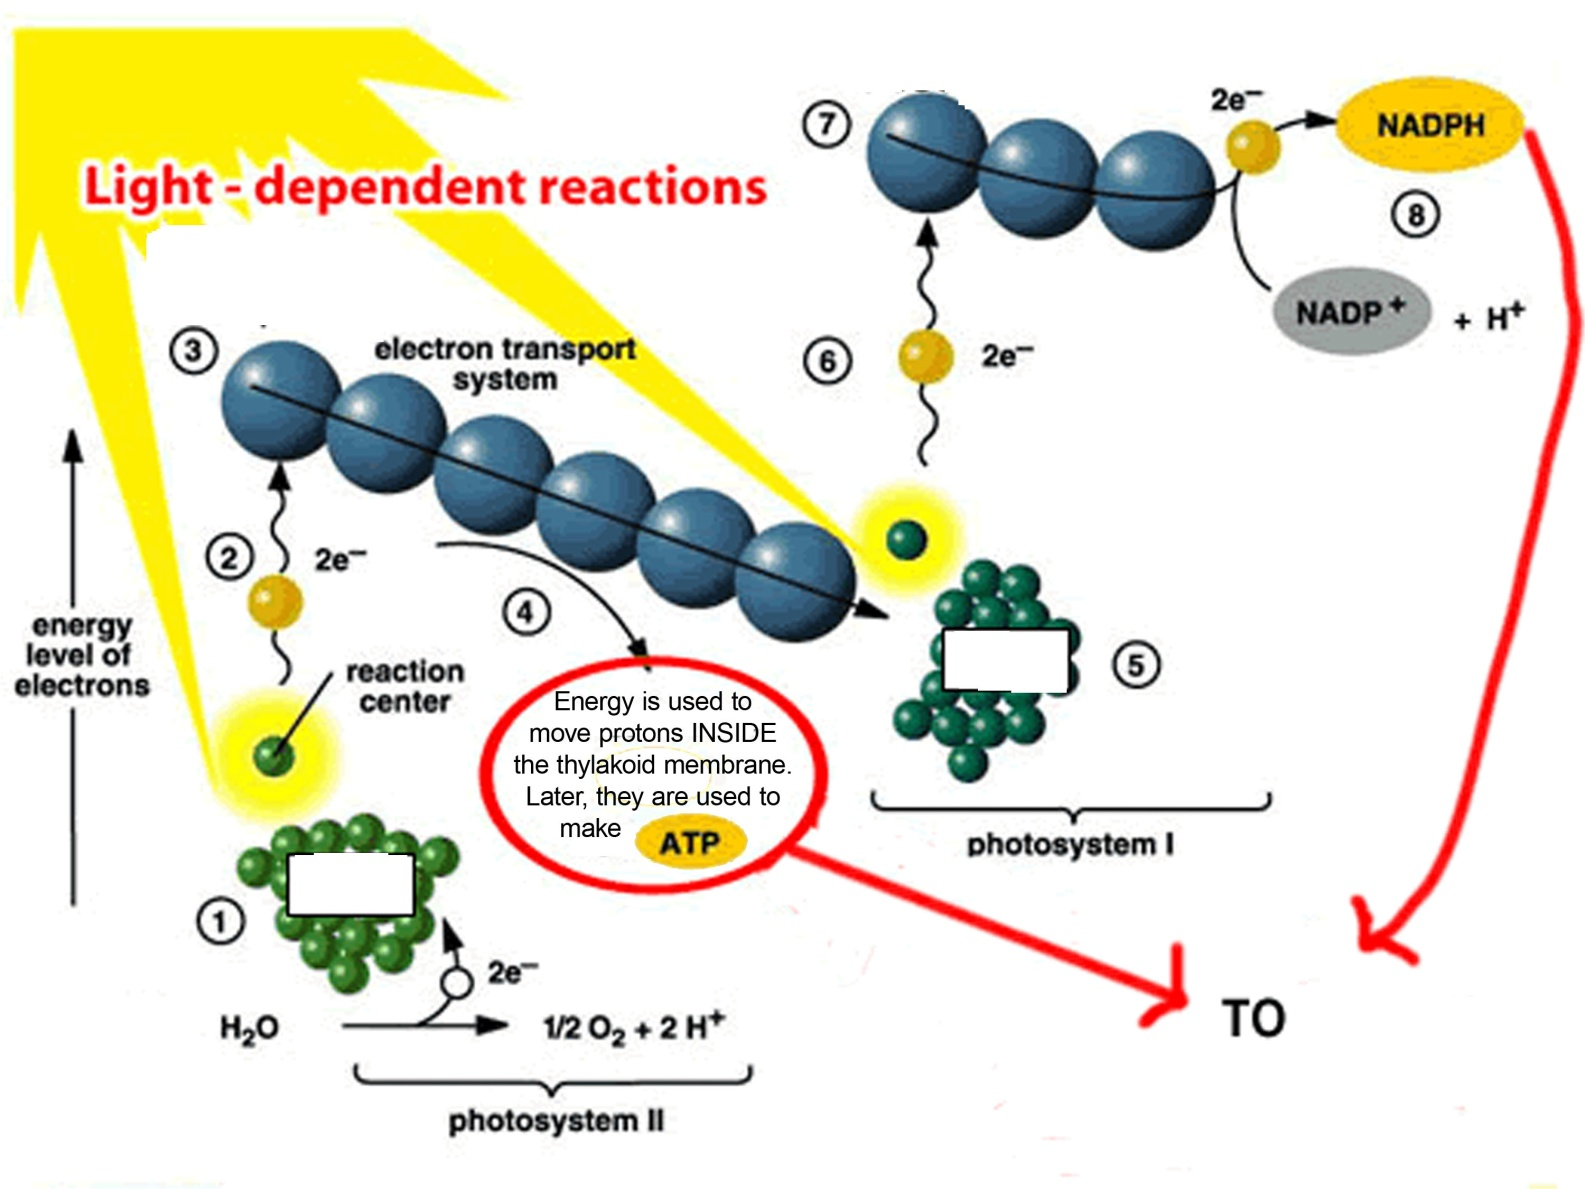 Light - dependent reactions
7
2e–
NADPH
8
NADP+ + H+
6
2e–
3
electron transport
system
2
2e–
4
energy
level of
electrons
reaction
center
Energy is used to
move protons INSIDE
the thylakoid membrane.
Later, they are used to
make ATP
5
photosystem I
1
2e–
H₂O
1/2 O₂ + 2 H+
TO
photosystem II